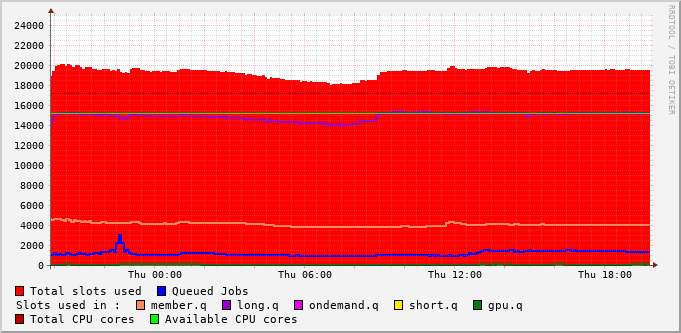 24000
22000
20000
18000
16000
14000
12000
10000
8000
6000
4000
2000
0
Thu 00:00 Thu 06:00 Thu 12:00 Thu 18:00
RRDTOOL / TOBI OETIKER
Total slots used Queued Jobs
Slots used in : member.q long.q ondemand.q short.q gpu.q
Total CPU cores Available CPU cores